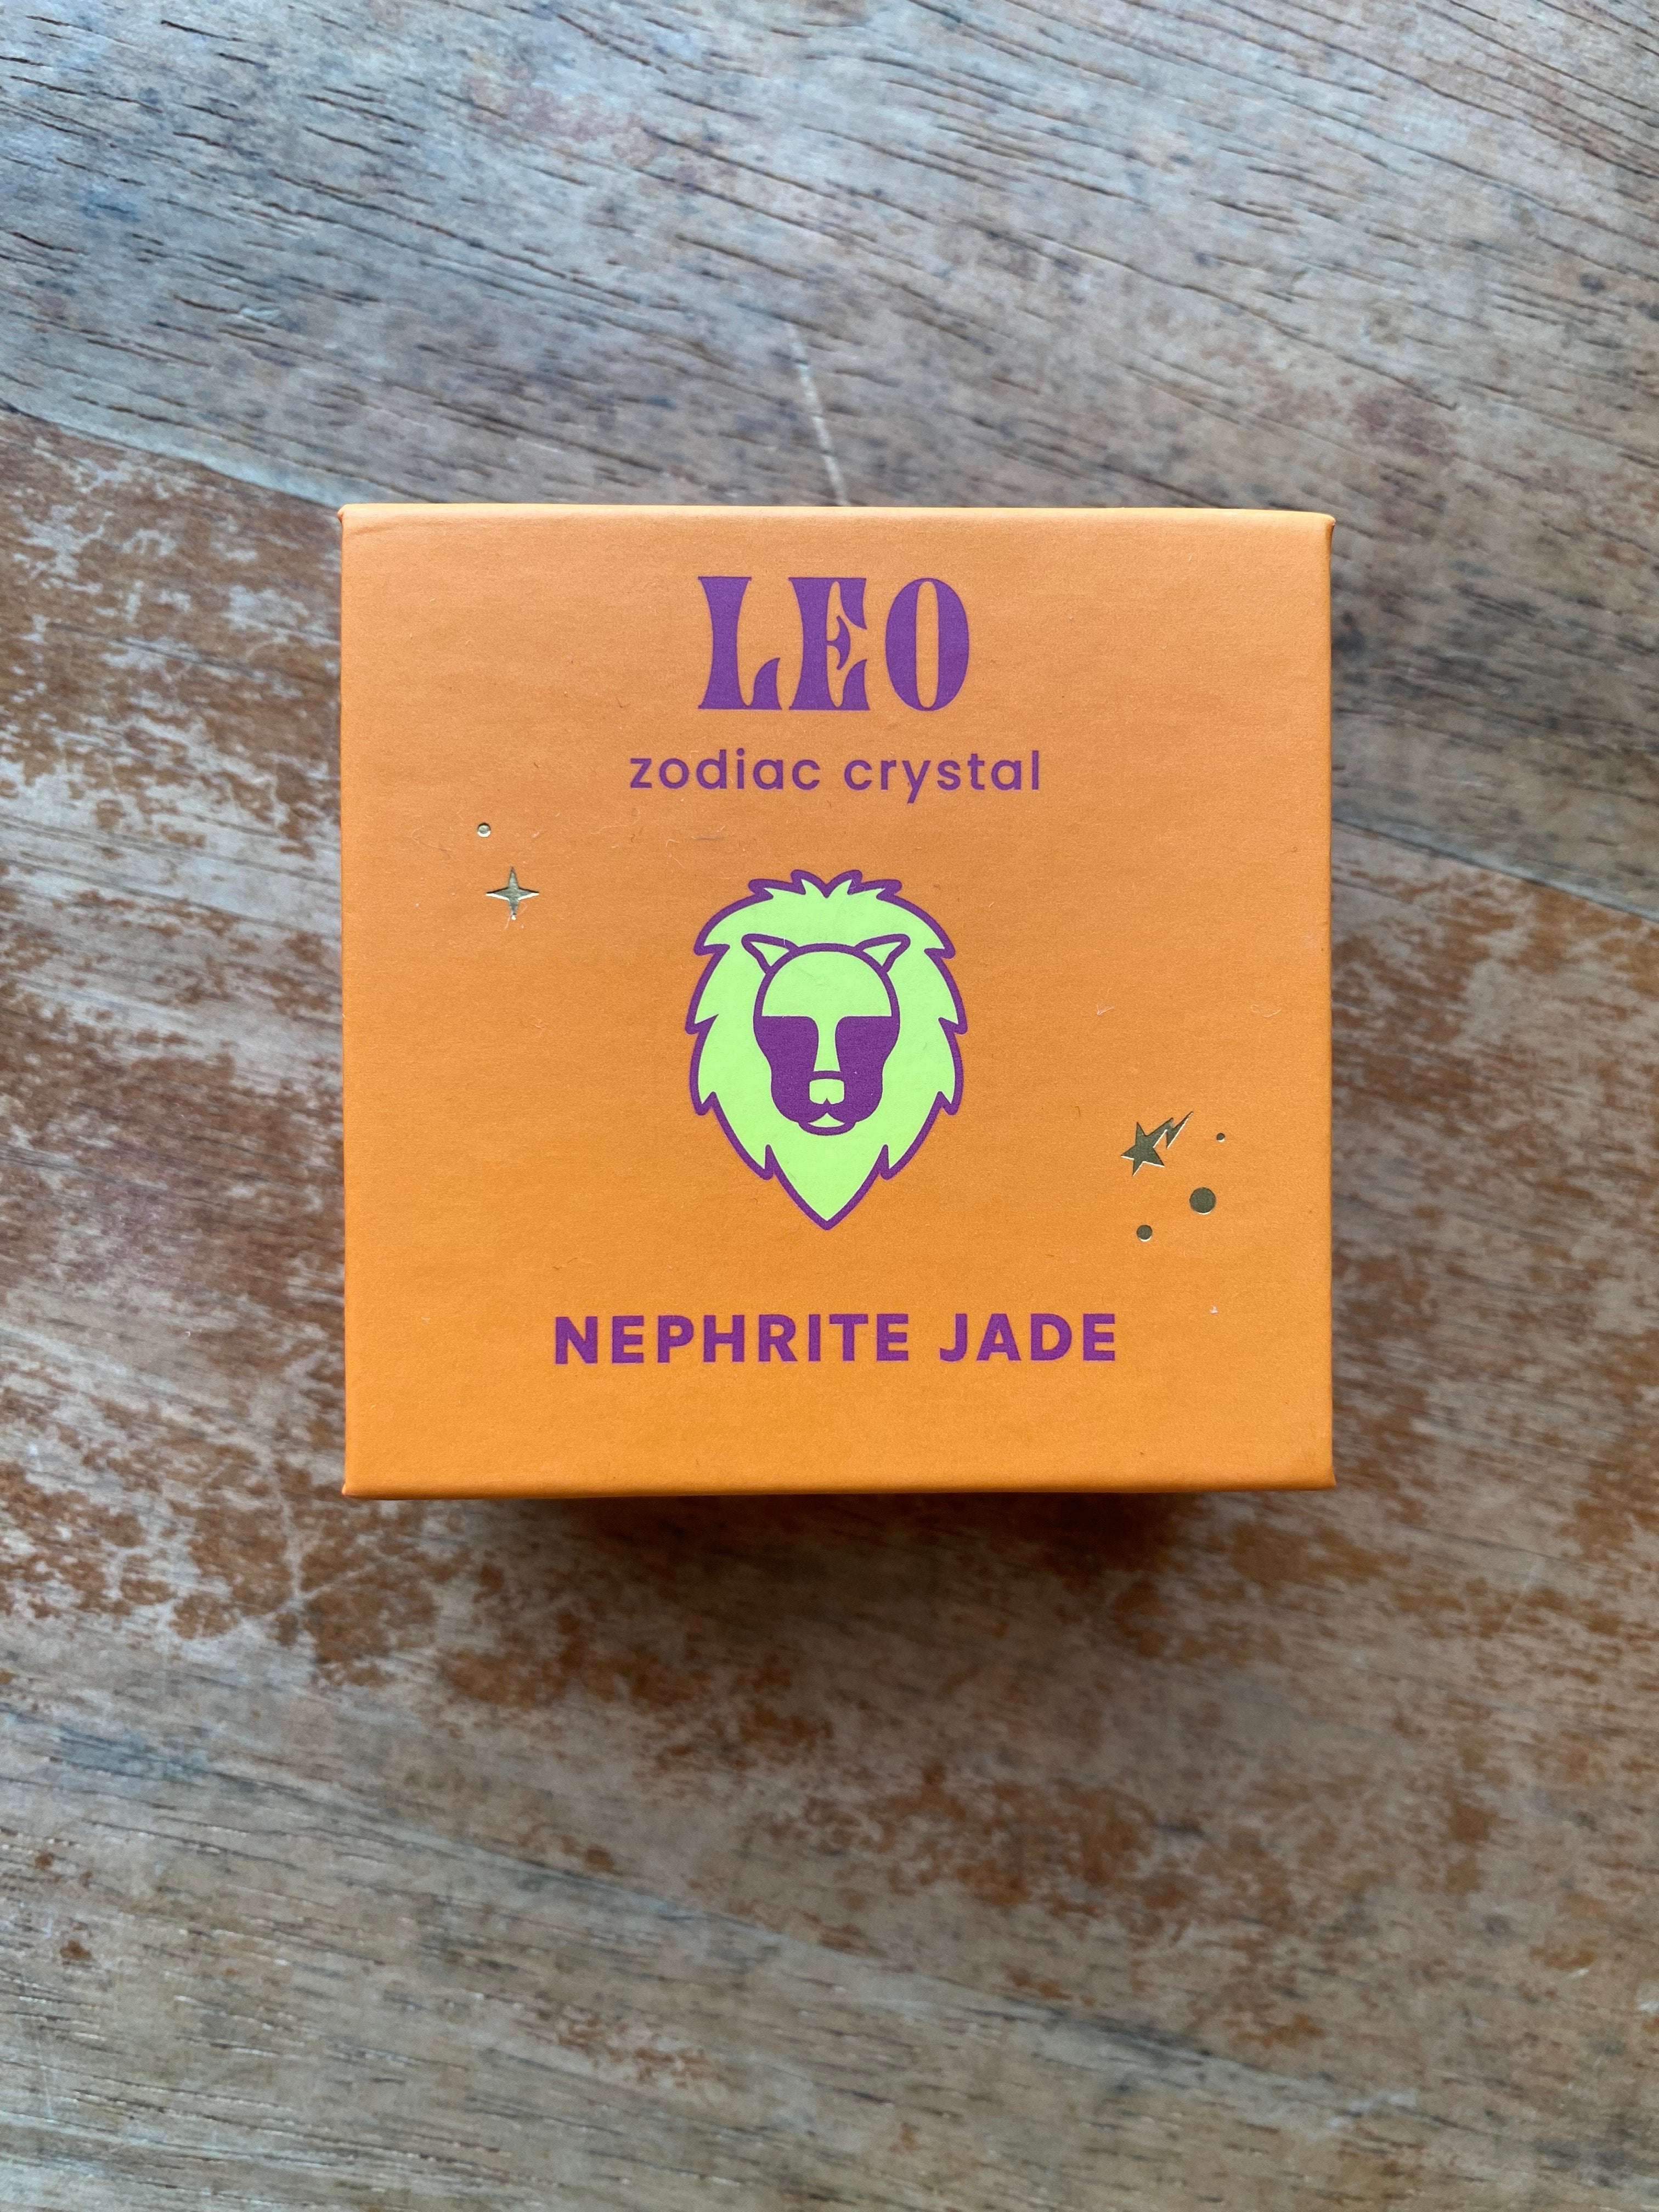 LEO
zodiac crystal
NEPHRITE JADE